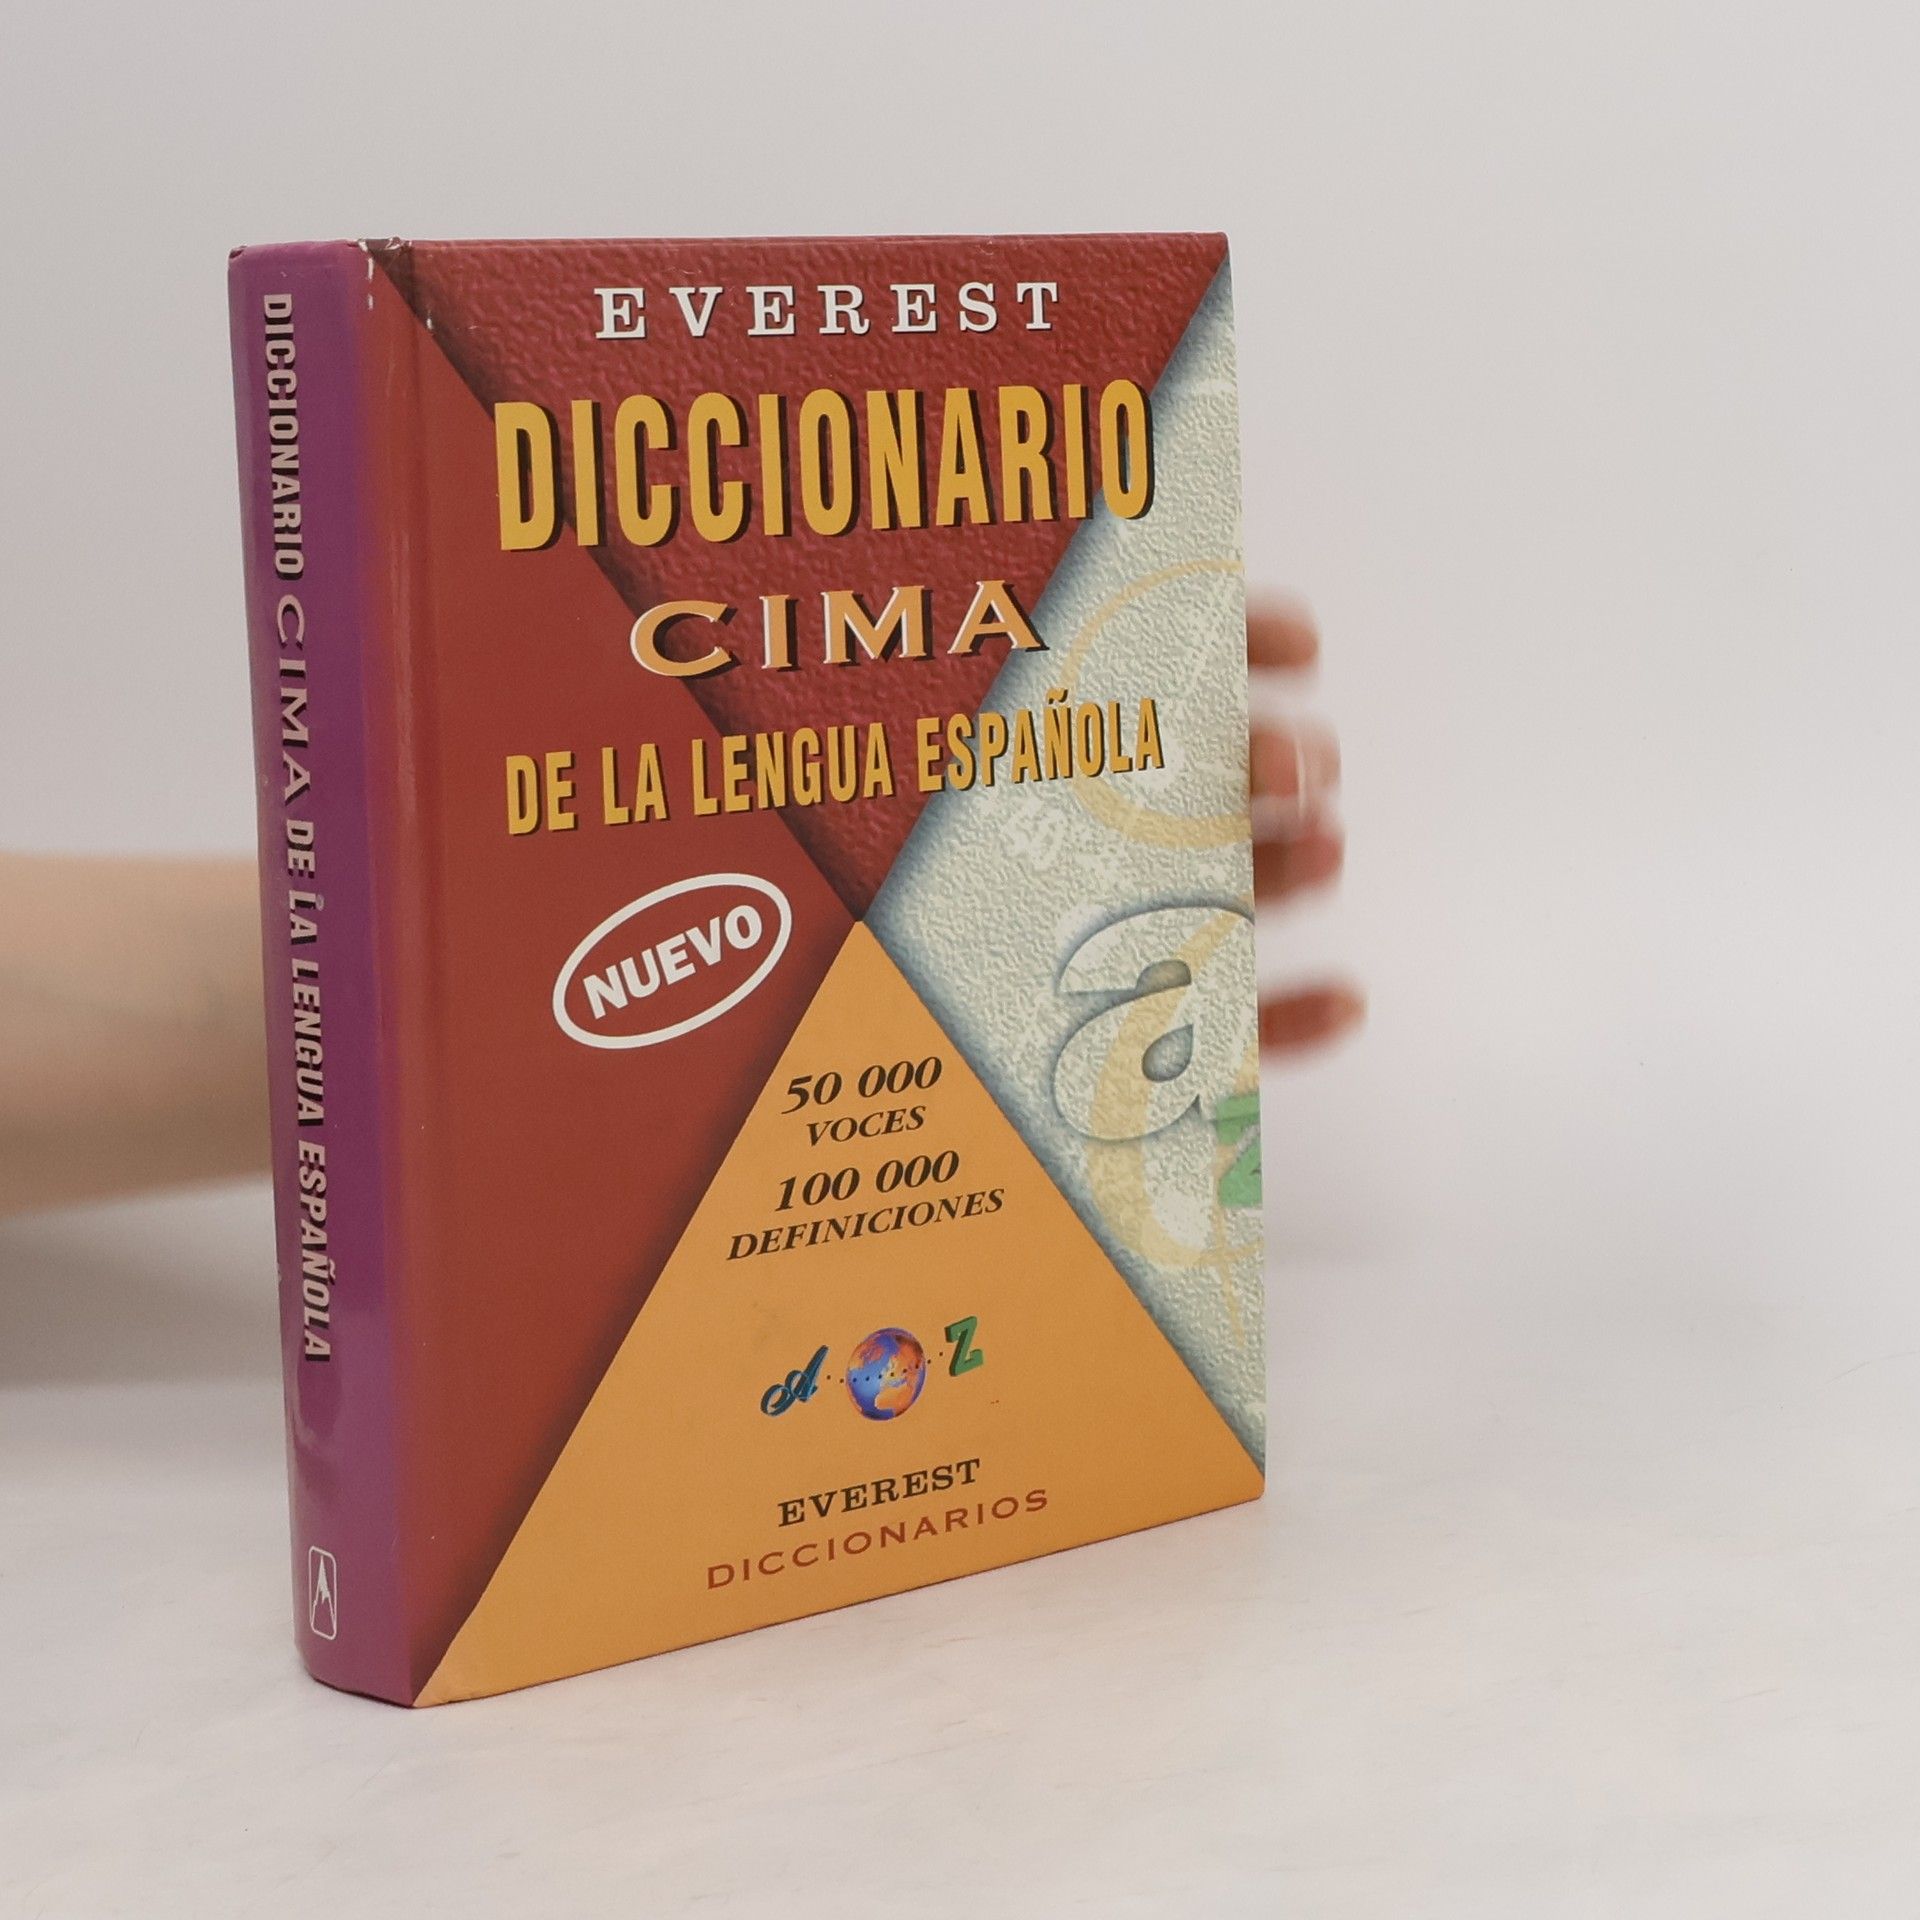 DICCIONARIO CIMA DE LA LENGUA ESPAÑOLA
EVEREST
DICCIONARIO
CIMA
DE LA LENGUA ESPAÑOLA
NUEVO
50 000
VOCES
100 000
DEFINICIONES
A Z
a
z
EVEREST
DICCIONARIOS